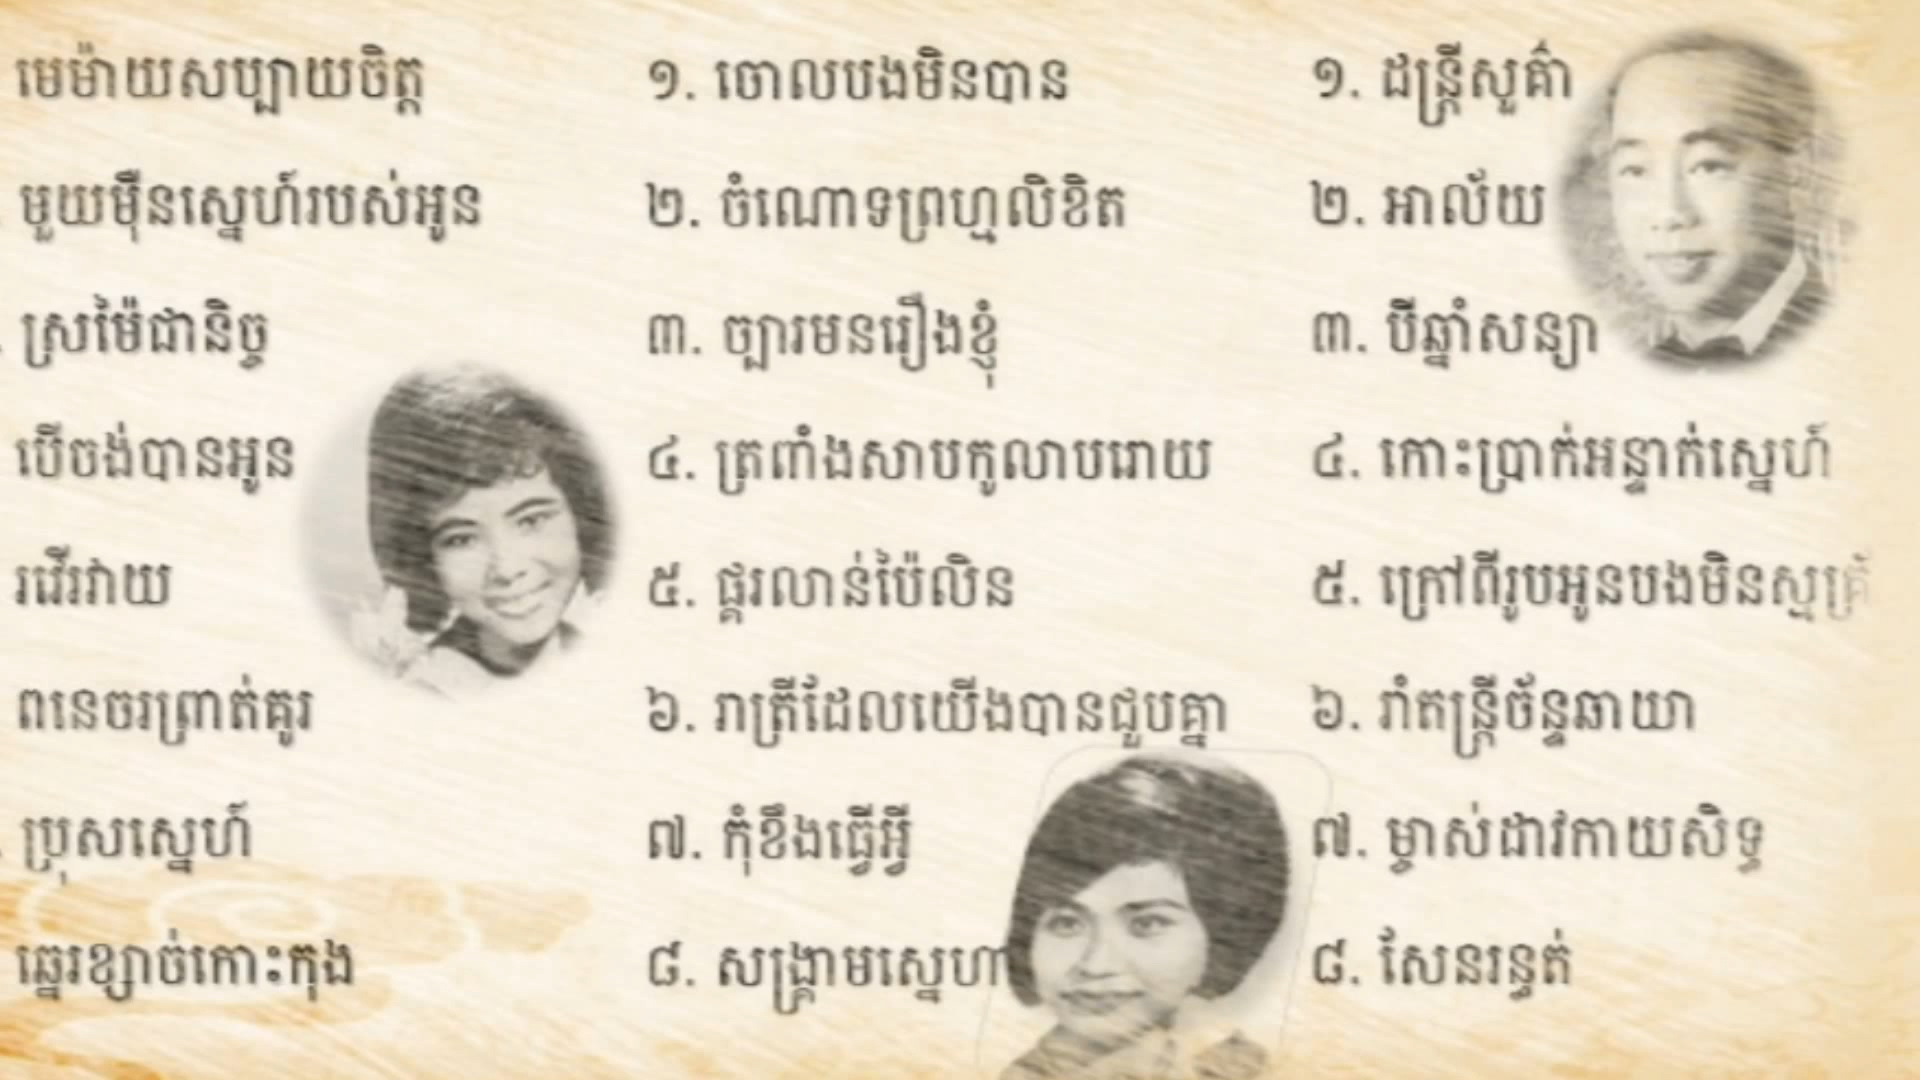 មេម៉ាយសប្បាយចិត្ត
មួយម៉ឺនស្នេហ៍របស់អូន
ស្រម៉ៃជានិច្ច
បើចង់បានអូន
រវើរវាយ
ពនេចរព្រាត់គូរ
ប្រុសស្នេហ៍
ឆ្នេរខ្សាច់កោះកុង
១. ចោលបងមិនបាន
២. ចំណោទព្រហ្មលិខិត
៣. ច្បារមនរឿងខ្ញុំ
៤. ត្រពាំងសាបកូលាបរោយ
៥. ផ្គរលាន់ប៉ៃលិន
៦. រាត្រីដែលយើងបានជួបគ្នា
៧. កុំខឹងធ្វើអ្វី
៨. សង្គ្រាមស្នេហា
១. ដន្ត្រីសួគ៌ា
២. អាល័យ
៣. បីឆ្នាំសន្យា
៤. កោះប្រាក់អន្ទាក់ស្នេហ៍
៥. ក្រៅពីរូបអូនបងមិន
៦. រាំតន្ត្រីច័ន្ទឆាយា
៧. ម្ចាស់ដាវកាយសិទ្ធ
៨. សែនរន្ធត់